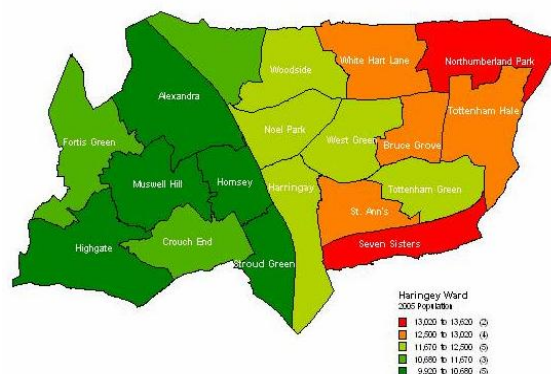 White Hart Lane
Northumberland Park
Woodside
Alexandra
Tottenham Hale
Noel Park
West Green
Bruce Grove
Fortis Green
Muswell Hill
Hornsey
Harringay
Tottenham Green
St. Ann's
Highgate
Crouch End
Stroud Green
Seven Sisters
Haringey Ward
2005 Population
13,020 to 13,620 (2)
12,500 to 13,020 (4)
11,670 to 12,500 (5)
10,680 to 11,670 (3)
9,920 to 10,680 (5)